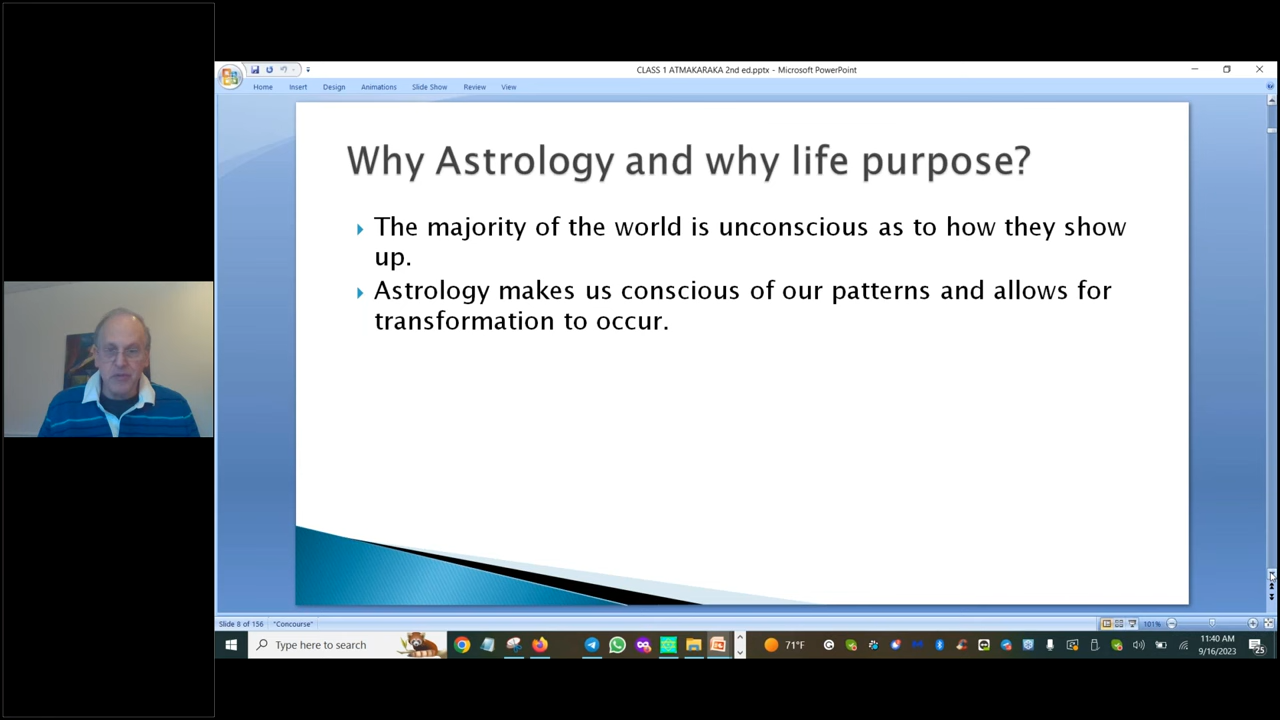 CLASS 1 ATMAKARAKA 2nd ed.pptx - Microsoft PowerPoint
Home Insert Design Animations Slide Show Review View
Why Astrology and why life purpose?
The majority of the world is unconscious as to how they show
up.
Astrology makes us conscious of our patterns and allows for
transformation to occur.
Slide 8 of 156 "Concourse" 101%
Type here to search 71°F 11:40 AM
9/16/2023 25